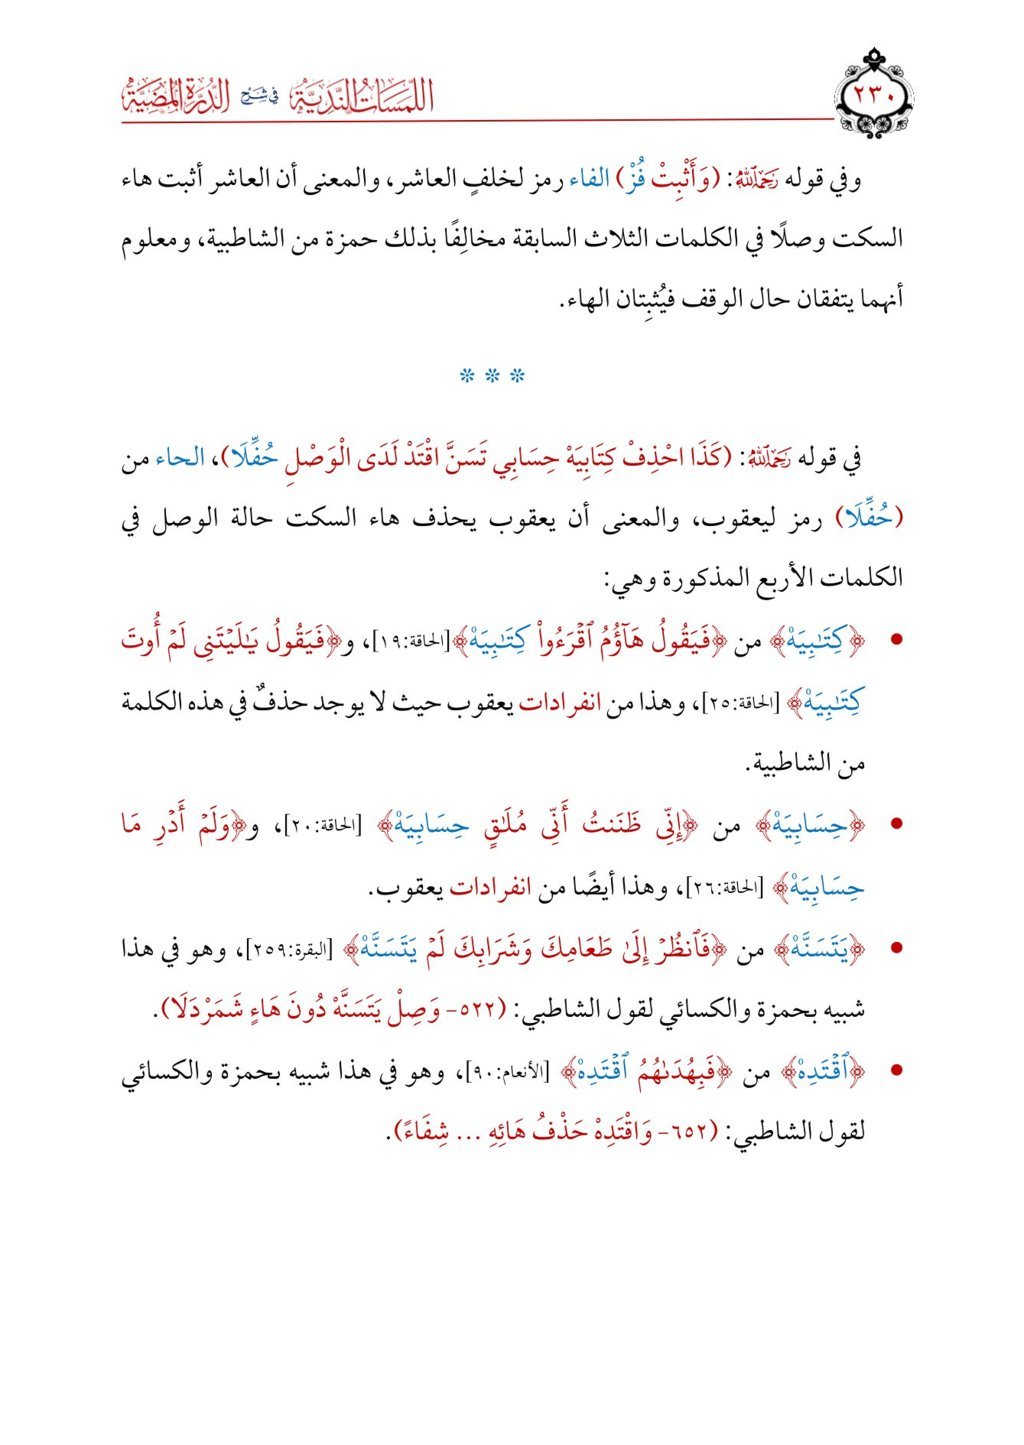 اللمسات الندية في شرح الدرة المضية
٢٣٠
وفي قوله رَحِمَهُ اللَّهُ: (وَأَثْبِتْ فُزْ) الفاء رمز لخلفٍ العاشر، والمعنى أن العاشر أثبت هاء
السكت وصلًا في الكلمات الثلاث السابقة مخالِفًا بذلك حمزة من الشاطبية، ومعلوم
أنهما يتفقان حال الوقف فيُثبِتان الهاء.
* * *
في قوله رَحِمَهُ اللَّهُ: (كَذَا احْذِفْ كِتَابِيَهْ حِسَابِي تَسَنَّ اقْتَدْ لَدَى الْوَصْلِ حُفِّلَا)، الحاء من
(حُفِّلَا) رمز ليعقوب، والمعنى أن يعقوب يحذف هاء السكت حالة الوصل في
الكلمات الأربع المذكورة وهي:
• ﴿كِتَٰبِيَهْ﴾ من ﴿فَيَقُولُ هَآؤُمُ ٱقْرَءُوا۟ كِتَٰبِيَهْ﴾[الحاقة:١٩]، و﴿فَيَقُولُ يَٰلَيْتَنِى لَمْ أُوتَ
كِتَٰبِيَهْ﴾ [الحاقة:٢٥]، وهذا من انفرادات يعقوب حيث لا يوجد حذفٌ في هذه الكلمة
من الشاطبية.
• ﴿حِسَابِيَهْ﴾ من ﴿إِنِّى ظَنَنتُ أَنِّى مُلَٰقٍ حِسَابِيَهْ﴾ [الحاقة:٢٠]، و﴿وَلَمْ أَدْرِ مَا
حِسَابِيَهْ﴾ [الحاقة:٢٦]، وهذا أيضًا من انفرادات يعقوب.
• ﴿يَتَسَنَّهْ﴾ من ﴿فَٱنظُرْ إِلَىٰ طَعَامِكَ وَشَرَابِكَ لَمْ يَتَسَنَّهْ﴾ [البقرة:٢٥٩]، وهو في هذا
شبيه بحمزة والكسائي لقول الشاطبي: (٥٢٢- وَصِلْ يَتَسَنَّهْ دُونَ هَاءٍ شَمَرْدَلَا).
• ﴿ٱقْتَدِهْ﴾ من ﴿فَبِهُدَىٰهُمُ ٱقْتَدِهْ﴾ [الأنعام:٩٠]، وهو في هذا شبيه بحمزة والكسائي
لقول الشاطبي: (٦٥٢- وَاقْتَدِهْ حَذْفُ هَائِهِ ... شِفَاءً).